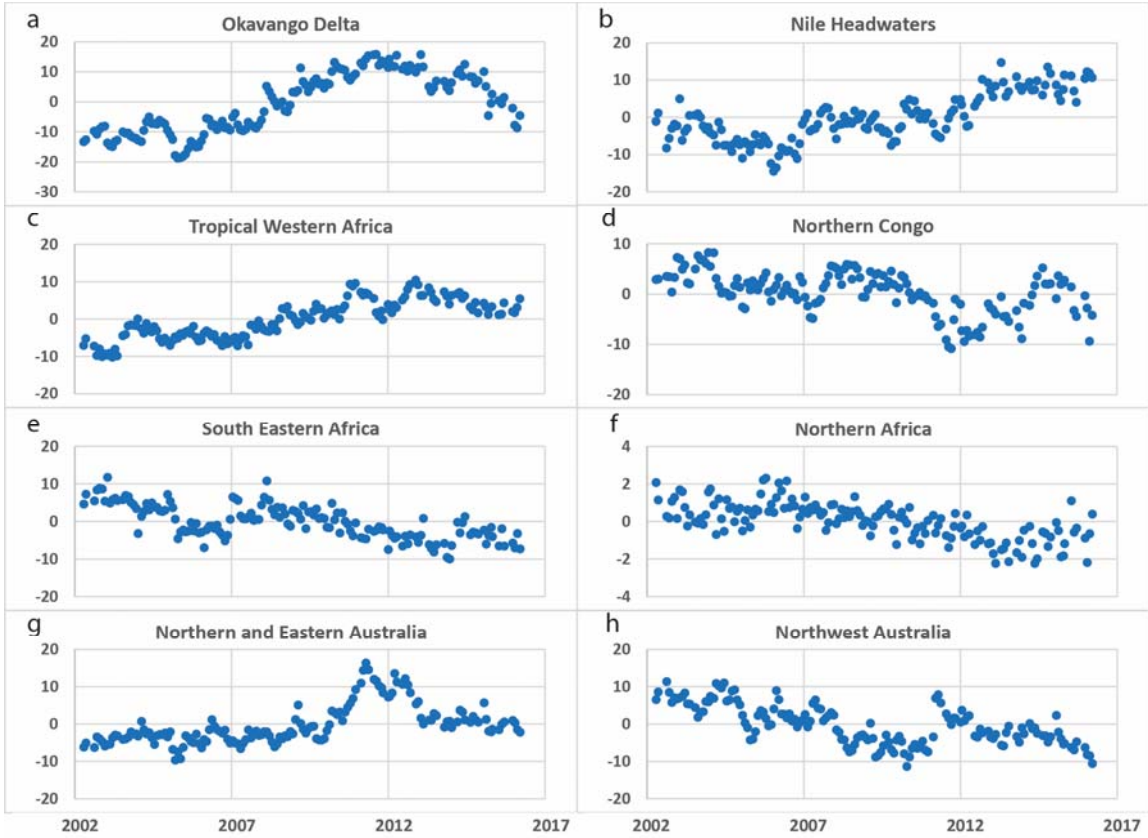 a
Okavango Delta
20
10
0
-10
-20
-30
b
Nile Headwaters
20
10
0
-10
-20
c
Tropical Western Africa
20
10
0
-10
-20
d
Northern Congo
10
0
-10
-20
e
South Eastern Africa
20
10
0
-10
-20
f
Northern Africa
4
2
0
-2
-4
g
Northern and Eastern Australia
20
10
0
-10
-20
2002 2007 2012 2017
h
Northwest Australia
20
10
0
-10
-20
2002 2007 2012 2017